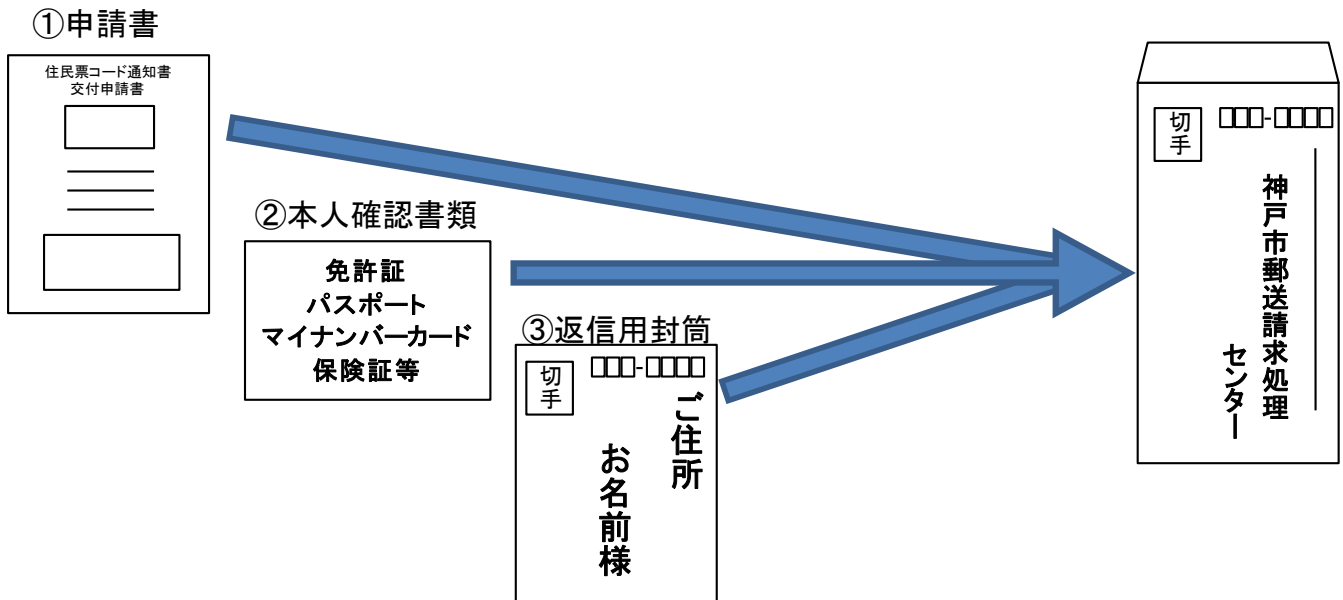 ①申請書
住民票コード通知書
交付申請書
②本人確認書類
免許証
パスポート
マイナンバーカード
保険証等
③返信用封筒
切手
□□□-□□□□
ご住所
お名前様
切手
□□□-□□□□
神戸市郵送請求処理
センター